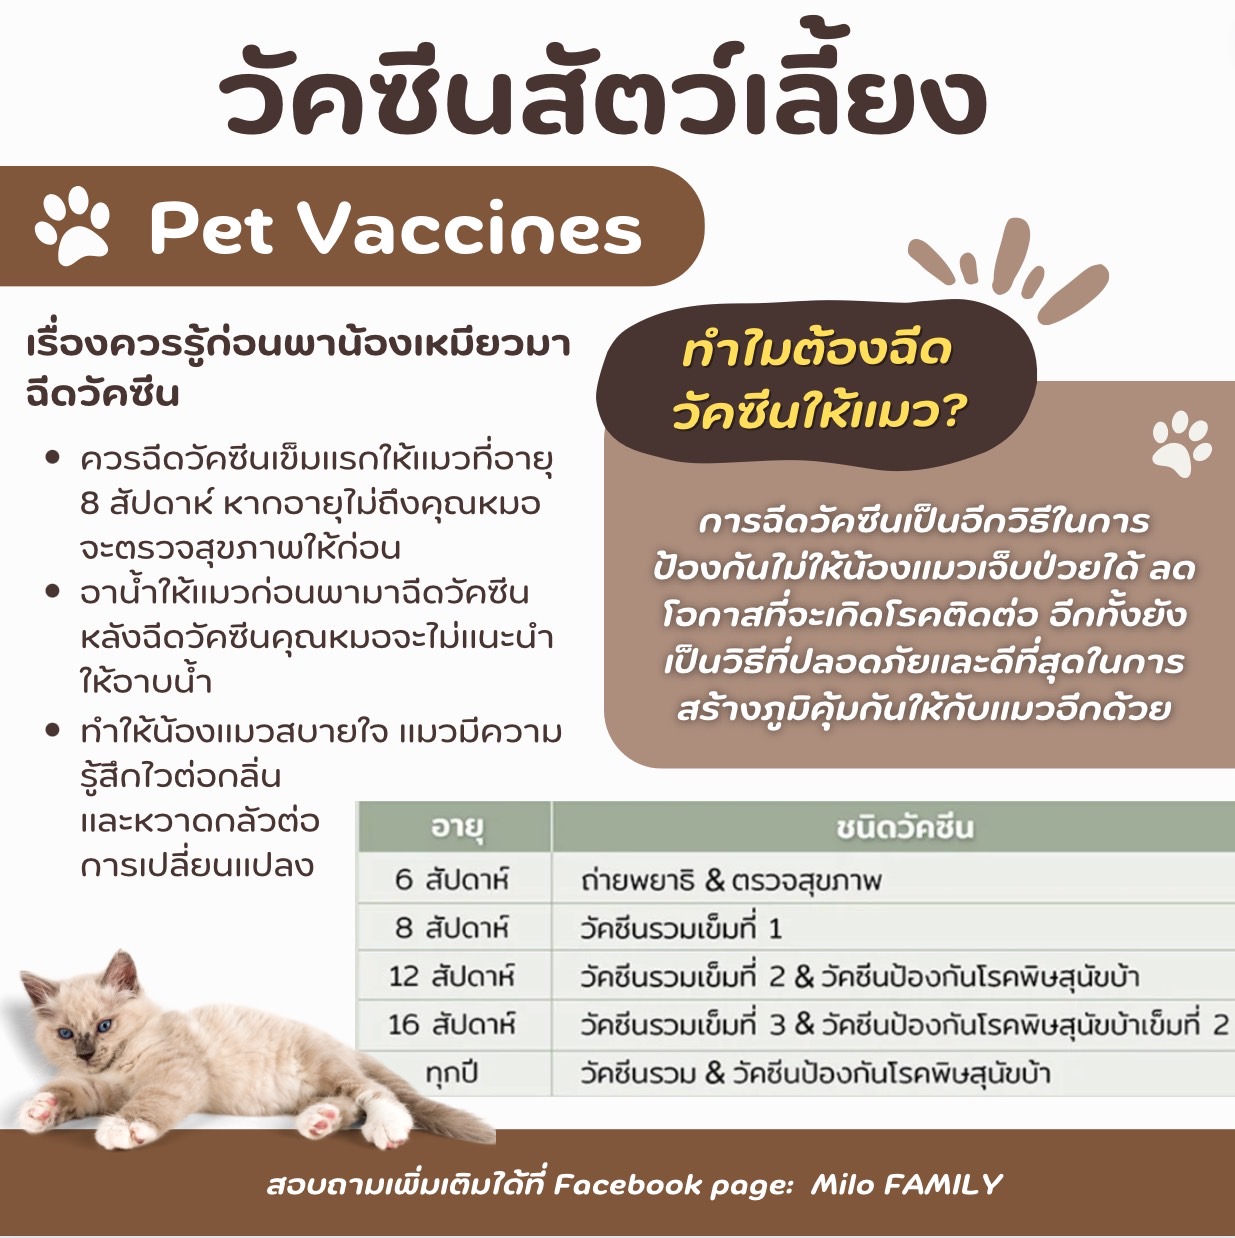 วัคซีนสัตว์เลี้ยง
Pet Vaccines
เรื่องควรรู้ก่อนพาน้องเหมียวมา
ฉีดวัคซีน
• ควรฉีดวัคซีนเข็มแรกให้แมวที่อายุ
8 สัปดาห์ หากอายุไม่ถึงคุณหมอ
จะตรวจสุขภาพให้ก่อน
• อาน้ำให้แมวก่อนพามาฉีดวัคซีน
หลังฉีดวัคซีนคุณหมอจะไม่แนะนำ
ให้อาบน้ำ
• ทำให้น้องแมวสบายใจ แมวมีความ
รู้สึกไวต่อกลิ่น
และหวาดกลัวต่อ
การเปลี่ยนแปลง
ทำไมต้องฉีด
วัคซีนให้แมว?
การฉีดวัคซีนเป็นอีกวิธีในการ
ป้องกันไม่ให้น้องแมวเจ็บป่วยได้ ลด
โอกาสที่จะเกิดโรคติดต่อ อีกทั้งยัง
เป็นวิธีที่ปลอดภัยและดีที่สุดในการ
สร้างภูมิคุ้มกันให้กับแมวอีกด้วย
อายุ ชนิดวัคซีน
6 สัปดาห์ ถ่ายพยาธิ & ตรวจสุขภาพ
8 สัปดาห์ วัคซีนรวมเข็มที่ 1
12 สัปดาห์ วัคซีนรวมเข็มที่ 2 & วัคซีนป้องกันโรคพิษสุนัขบ้า
16 สัปดาห์ วัคซีนรวมเข็มที่ 3 & วัคซีนป้องกันโรคพิษสุนัขบ้าเข็มที่ 2
ทุกปี วัคซีนรวม & วัคซีนป้องกันโรคพิษสุนัขบ้า
สอบถามเพิ่มเติมได้ที่ Facebook page: Milo FAMILY